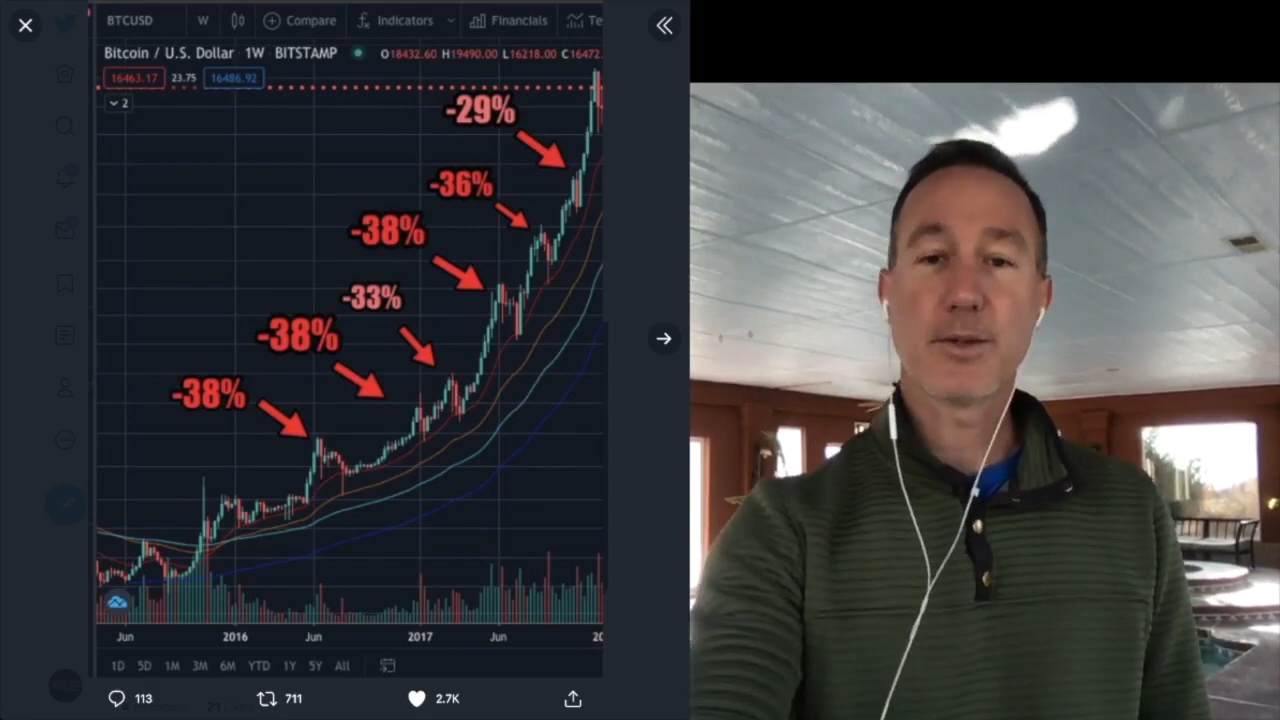 BTCUSD W Compare Indicators Financials Te
Bitcoin / U.S. Dollar 1W BITSTAMP O18432.60 H19490.00 L16218.00 C16472.
16463.17 23.75 16486.92
2
-29%
-36%
-38%
-33%
-38%
-38%
Jun 2016 Jun 2017 Jun 20
1D 5D 1M 3M 6M YTD 1Y 5Y All
113 711 2.7K